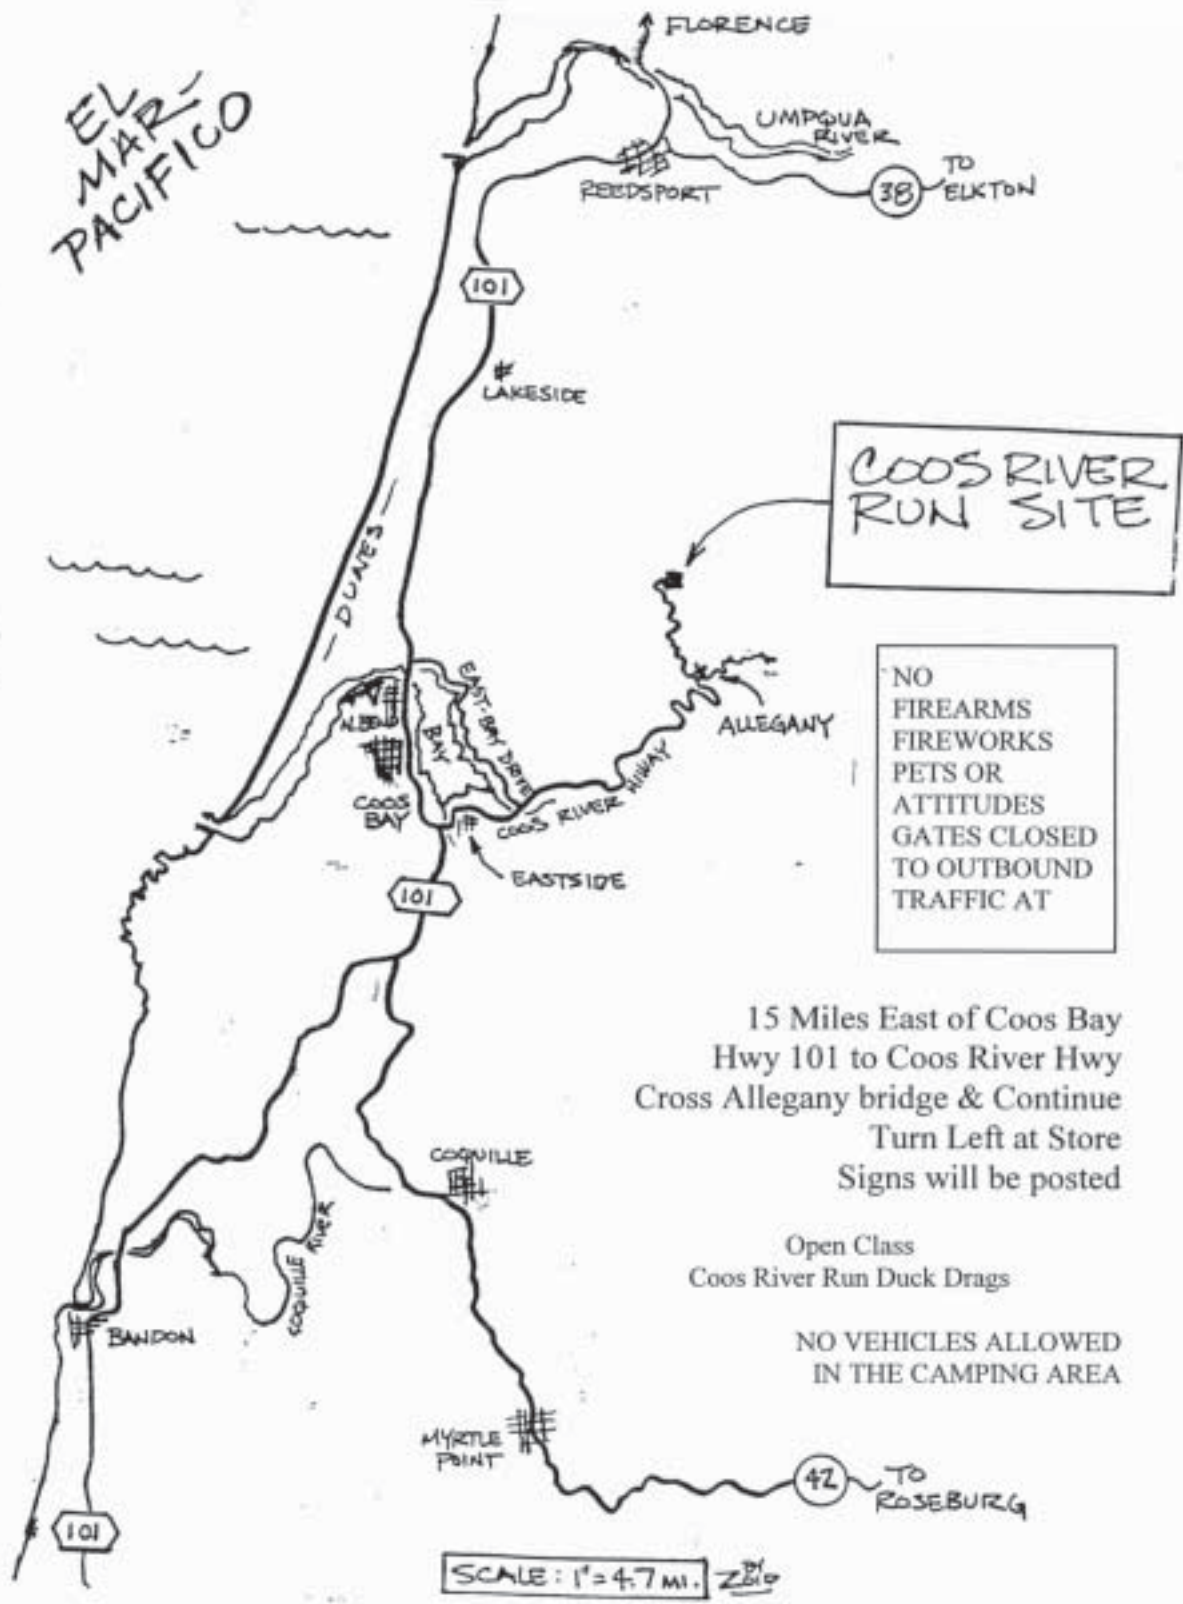 FLORENCE
EL
MAR
PACIFICO
UMPQUA
RIVER
REEDSPORT
38
TO
ELKTON
101
LAKESIDE
COOS RIVER
RUN SITE
DUNES
NO
FIREARMS
FIREWORKS
PETS OR
ATTITUDES
GATES CLOSED
TO OUTBOUND
TRAFFIC AT
EAST-BAY DRIVE
BAY
ALLEGANY
COOS
BAY
COOS RIVER HIWAY
EASTSIDE
101
15 Miles East of Coos Bay
Hwy 101 to Coos River Hwy
Cross Allegany bridge & Continue
Turn Left at Store
Signs will be posted
COQUILLE
COQUILLE
RIVER
Open Class
Coos River Run Duck Drags
BANDON
NO VEHICLES ALLOWED
IN THE CAMPING AREA
MYRTLE
POINT
42
TO
ROSEBURG
101
SCALE: 1"=4.7 MI.
BY